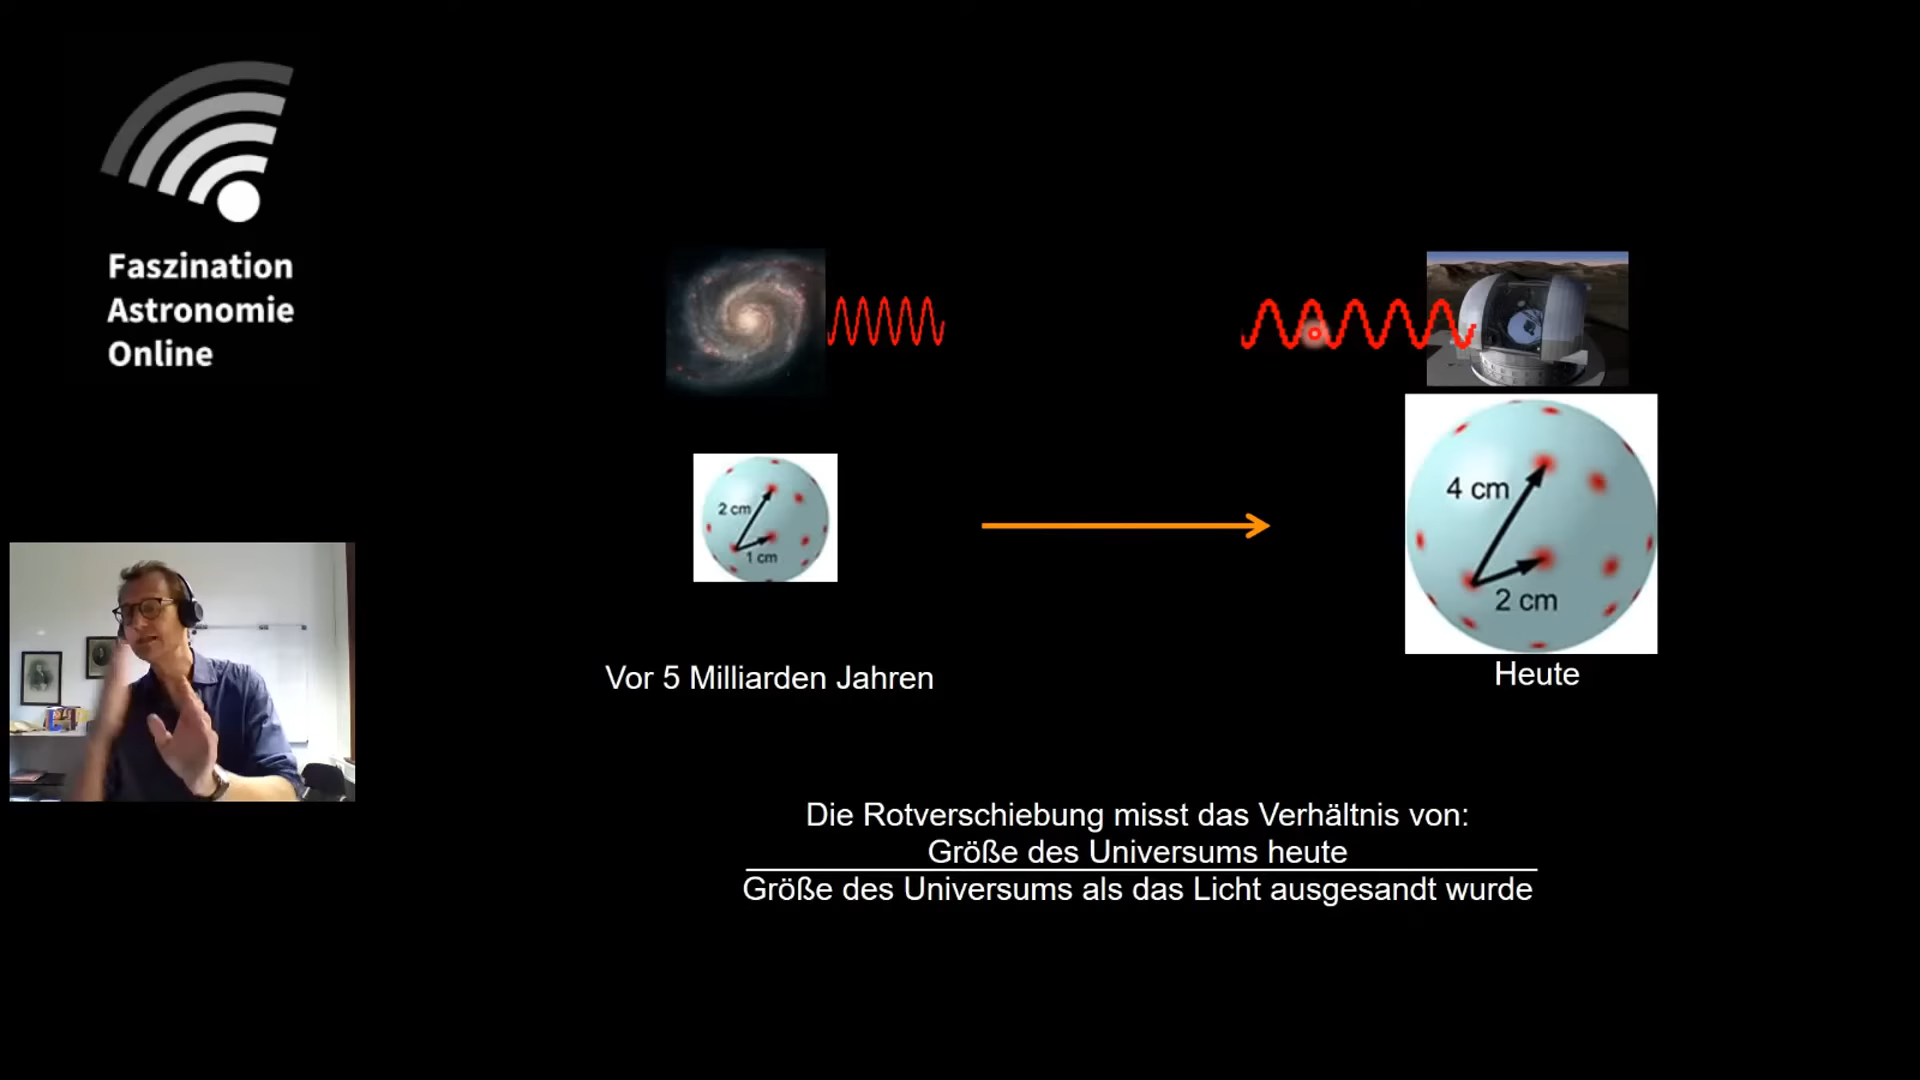 Faszination
Astronomie
Online
2 cm
1 cm
4 cm
2 cm
Vor 5 Milliarden Jahren
Heute
Die Rotverschiebung misst das Verhältnis von:
Größe des Universums heute
Größe des Universums als das Licht ausgesandt wurde